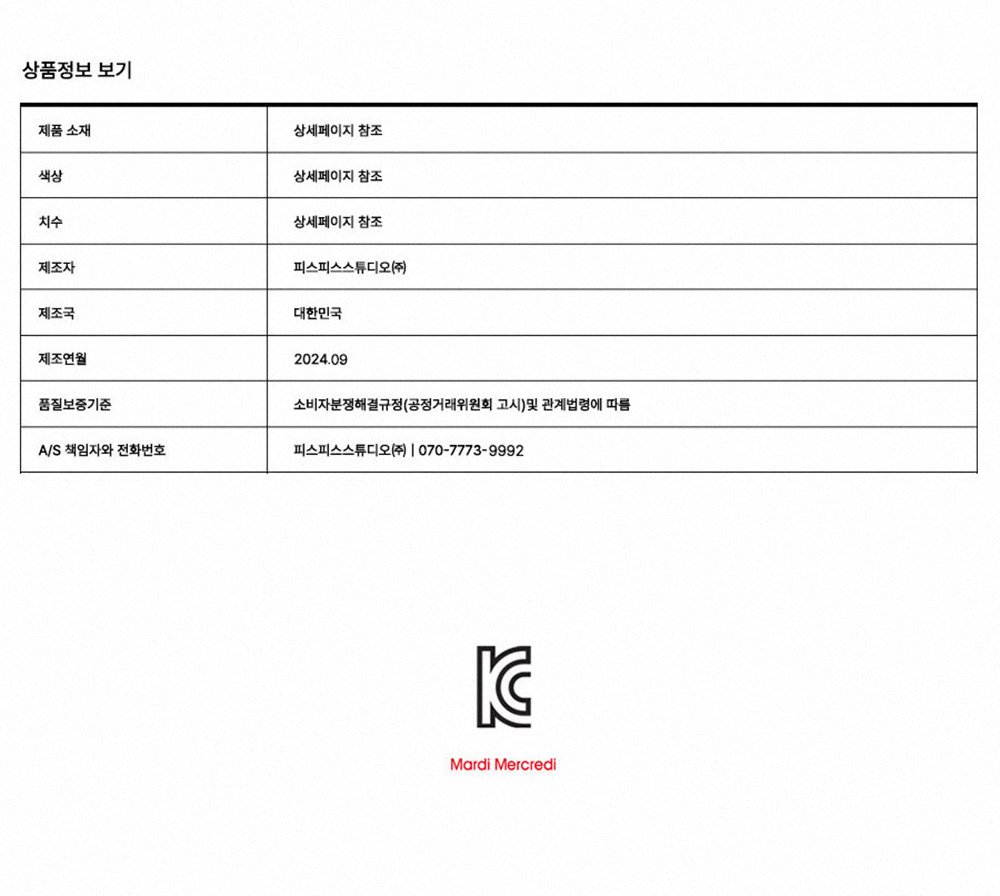 상품정보 보기
제품 소재 상세페이지 참조
색상 상세페이지 참조
치수 상세페이지 참조
제조자 피스피스스튜디오㈜
제조국 대한민국
제조연월 2024.09
품질보증기준 소비자분쟁해결규정(공정거래위원회 고시)및 관계법령에 따름
A/S 책임자와 전화번호 피스피스스튜디오㈜ | 070-7773-9992
KC
Mardi Mercredi